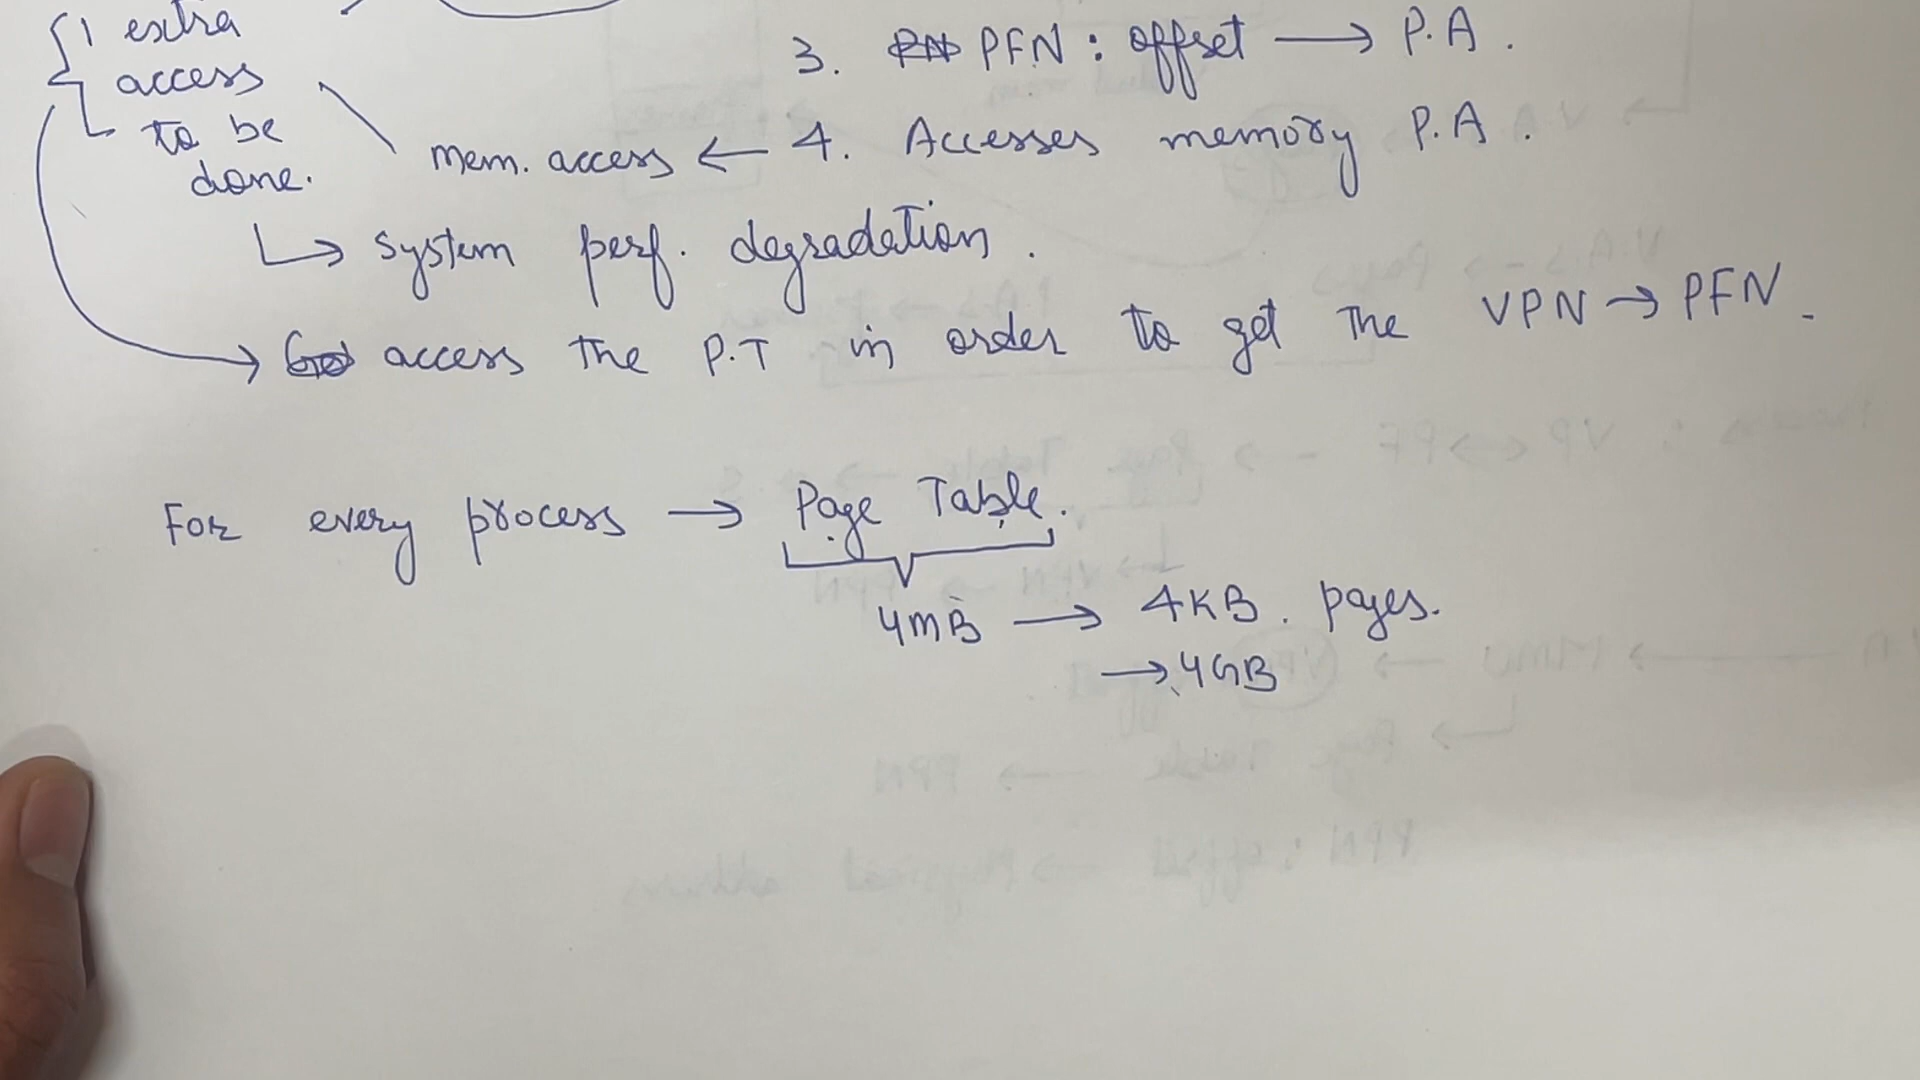 1 extra
access
to be
done.
3. PFN : offset → P.A.
mem. access ← 4. Accesses memory P.A.
↳ System perf. degradation.
→ access the P.T in order to get the VPN → PFN.
For every process → Page Table.
4MB → 4KB. pages.
→ 4GB